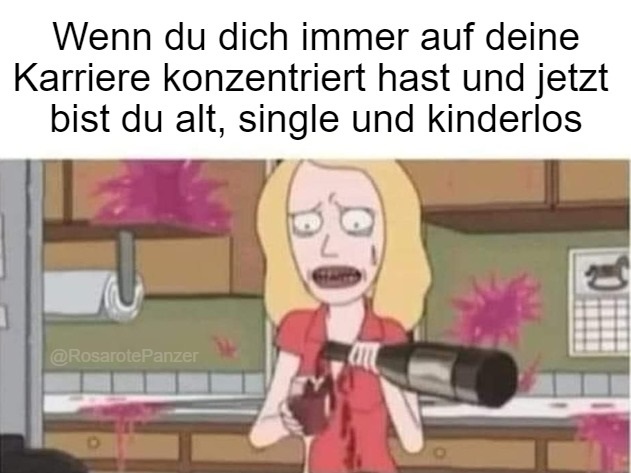 Wenn du dich immer auf deine
Karriere konzentriert hast und jetzt
bist du alt, single und kinderlos
@RosarotePanzer